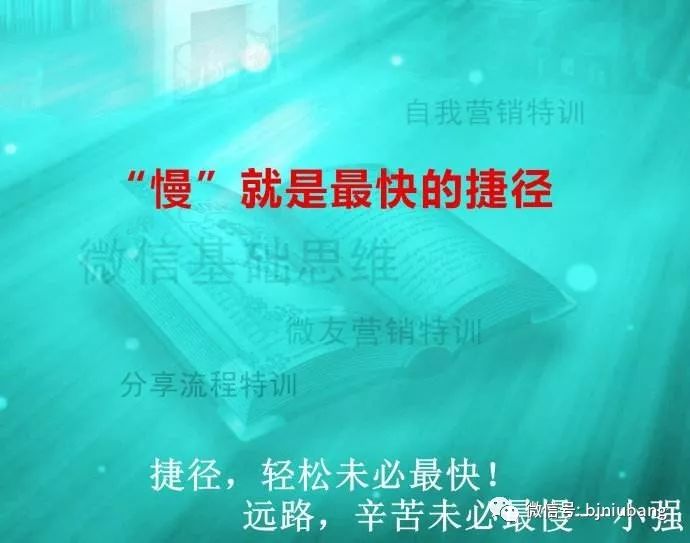 自我营销特训
“慢”就是最快的捷径
微信基础思维
微友营销特训
分享流程特训
捷径，轻松未必最快！
远路，辛苦未必最慢—小强
微信号: bjniubang